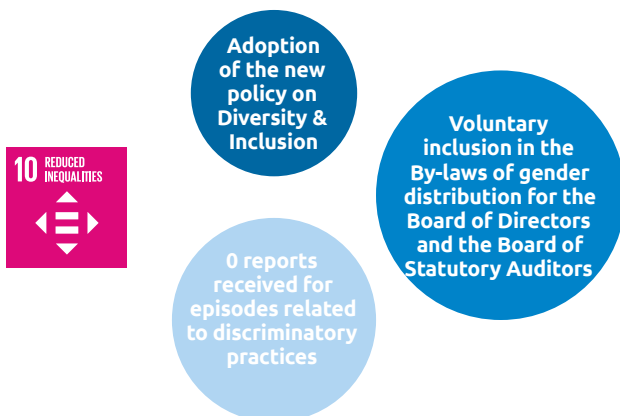 Adoption
of the new
policy on
Diversity &
Inclusion
Voluntary
inclusion in the
By-laws of gender
distribution for the
Board of Directors
and the Board of
Statutory Auditors
10 REDUCED
INEQUALITIES
0 reports
received for
episodes related
to discriminatory
practices